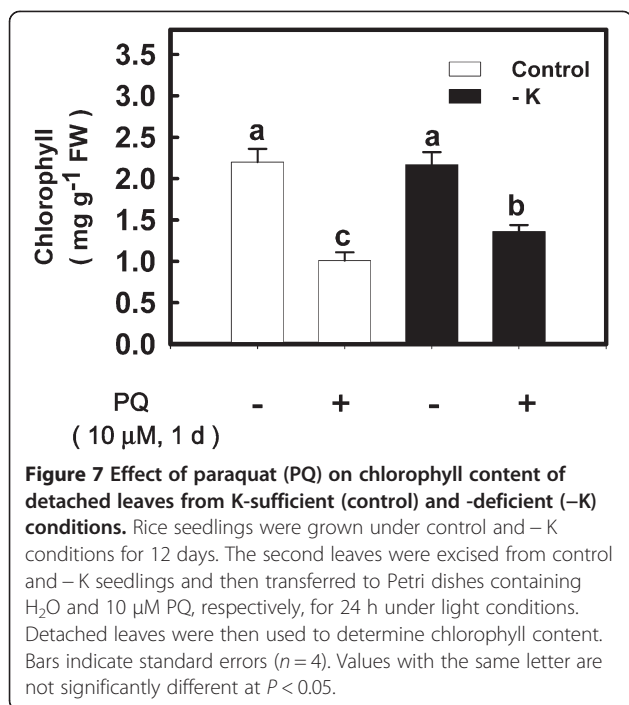 3.5
3.0
2.5
2.0
1.5
1.0
0.5
0.0
Chlorophyll
( mg g⁻¹ FW )
Control
- K
a
c
a
b
PQ - + - +
( 10 µM, 1 d )
Figure 7 Effect of paraquat (PQ) on chlorophyll content of
detached leaves from K-sufficient (control) and -deficient (−K)
conditions. Rice seedlings were grown under control and − K
conditions for 12 days. The second leaves were excised from control
and − K seedlings and then transferred to Petri dishes containing
H₂O and 10 µM PQ, respectively, for 24 h under light conditions.
Detached leaves were then used to determine chlorophyll content.
Bars indicate standard errors (n = 4). Values with the same letter are
not significantly different at P < 0.05.